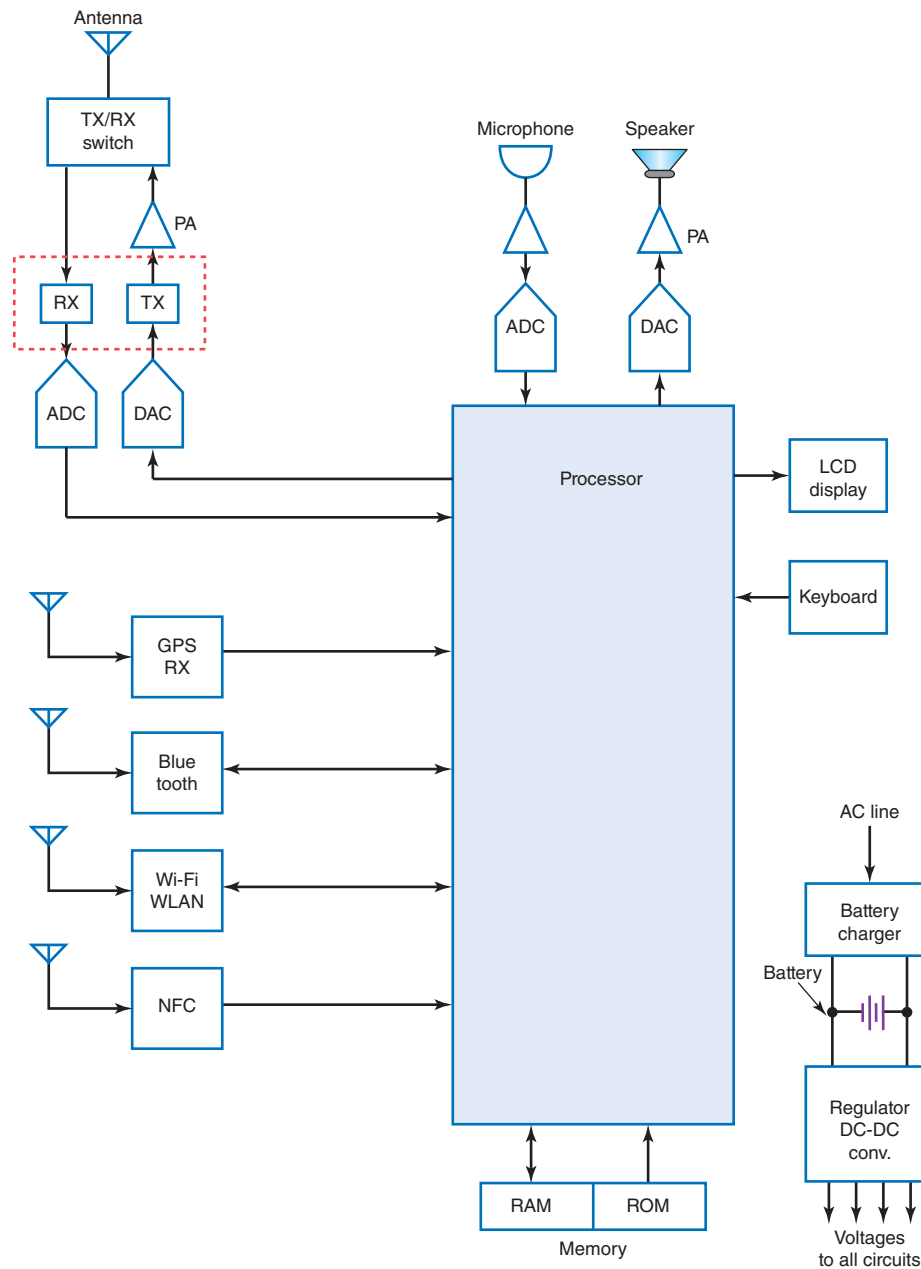 Antenna
TX/RX
switch
Microphone
Speaker
PA
PA
RX
TX
ADC
DAC
ADC
DAC
Processor
LCD
display
Keyboard
GPS
RX
Blue
tooth
Wi-Fi
WLAN
NFC
AC line
Battery
charger
Battery
Regulator
DC-DC
conv.
RAM
ROM
Memory
Voltages
to all circuits